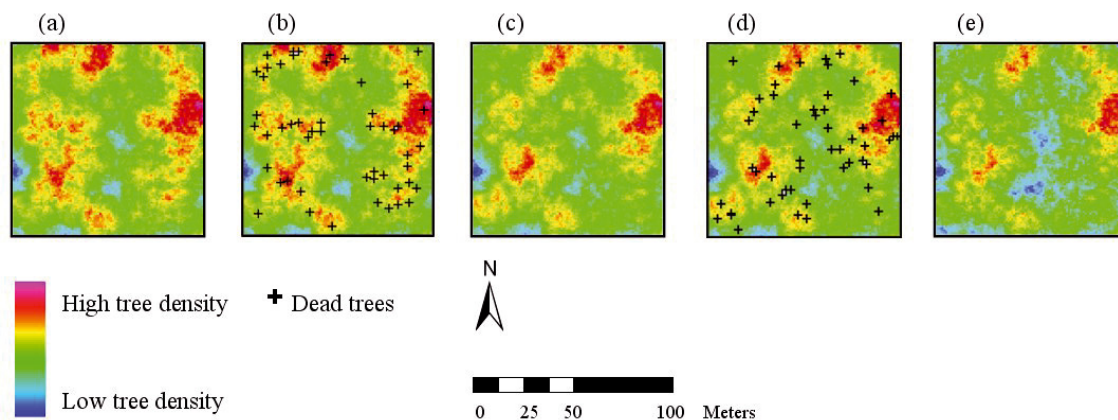 (a) (b) (c) (d) (e)
N
High tree density
Dead trees
Low tree density
0 25 50 100 Meters